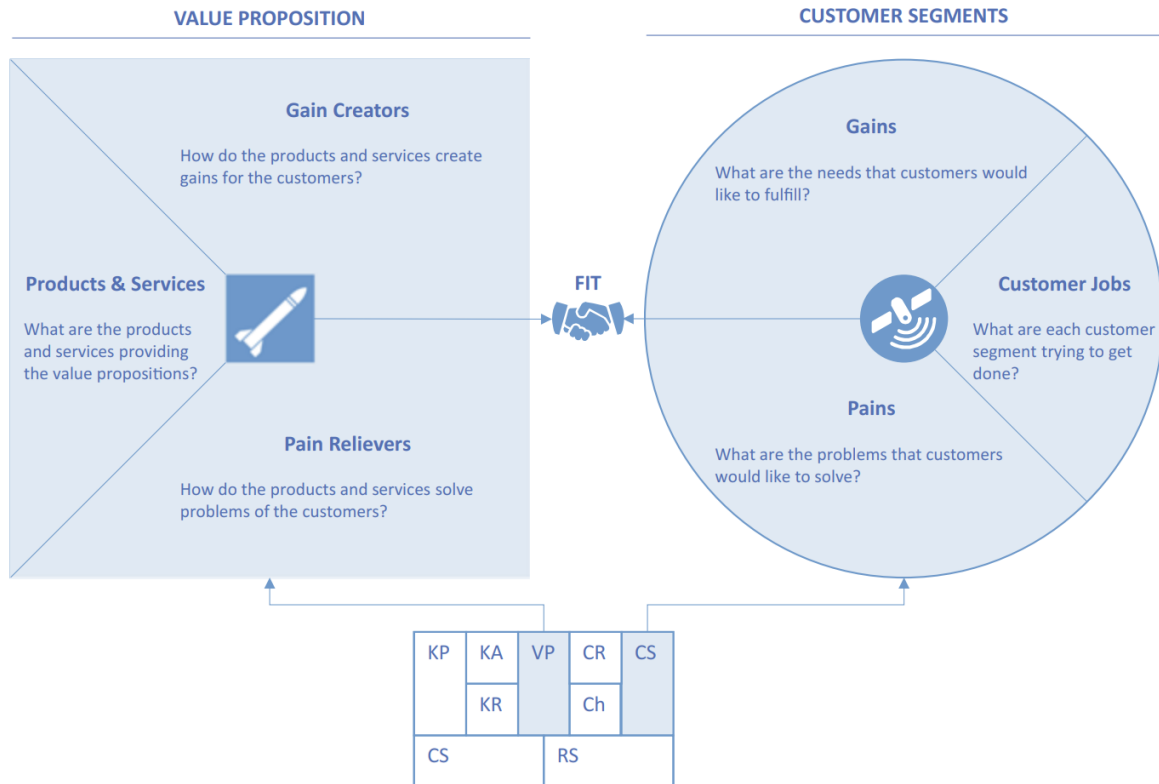 VALUE PROPOSITION
CUSTOMER SEGMENTS
Gain Creators
How do the products and services create
gains for the customers?
Products & Services
What are the products
and services providing
the value propositions?
Pain Relievers
How do the products and services solve
problems of the customers?
FIT
Gains
What are the needs that customers would
like to fulfill?
Customer Jobs
What are each customer
segment trying to get
done?
Pains
What are the problems that customers
would like to solve?
KP
KA
VP
CR
CS
KR
Ch
CS
RS